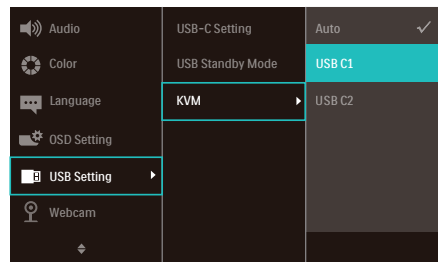 Audio
Color
Language
OSD Setting
USB Setting
Webcam
USB-C Setting
USB Standby Mode
KVM
Auto
USB C1
USB C2